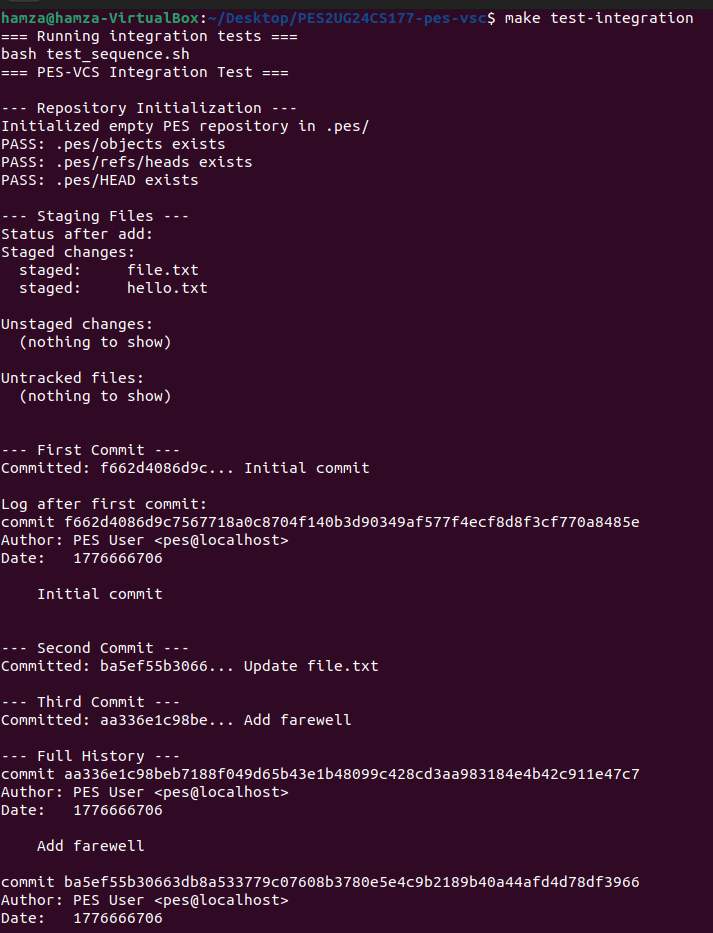 hamza@hamza-VirtualBox:~/Desktop/PES2UG24CS177-pes-vsc$ make test-integration
=== Running integration tests ===
bash test_sequence.sh
=== PES-VCS Integration Test ===

--- Repository Initialization ---
Initialized empty PES repository in .pes/
PASS: .pes/objects exists
PASS: .pes/refs/heads exists
PASS: .pes/HEAD exists

--- Staging Files ---
Status after add:
Staged changes:
  staged:     file.txt
  staged:     hello.txt

Unstaged changes:
  (nothing to show)

Untracked files:
  (nothing to show)


--- First Commit ---
Committed: f662d4086d9c... Initial commit

Log after first commit:
commit f662d4086d9c7567718a0c8704f140b3d90349af577f4ecf8d8f3cf770a8485e
Author: PES User <pes@localhost>
Date:   1776666706

    Initial commit


--- Second Commit ---
Committed: ba5ef55b3066... Update file.txt

--- Third Commit ---
Committed: aa336e1c98be... Add farewell

--- Full History ---
commit aa336e1c98beb7188f049d65b43e1b48099c428cd3aa983184e4b42c911e47c7
Author: PES User <pes@localhost>
Date:   1776666706

    Add farewell

commit ba5ef55b30663db8a533779c07608b3780e5e4c9b2189b40a44afd4d78df3966
Author: PES User <pes@localhost>
Date:   1776666706